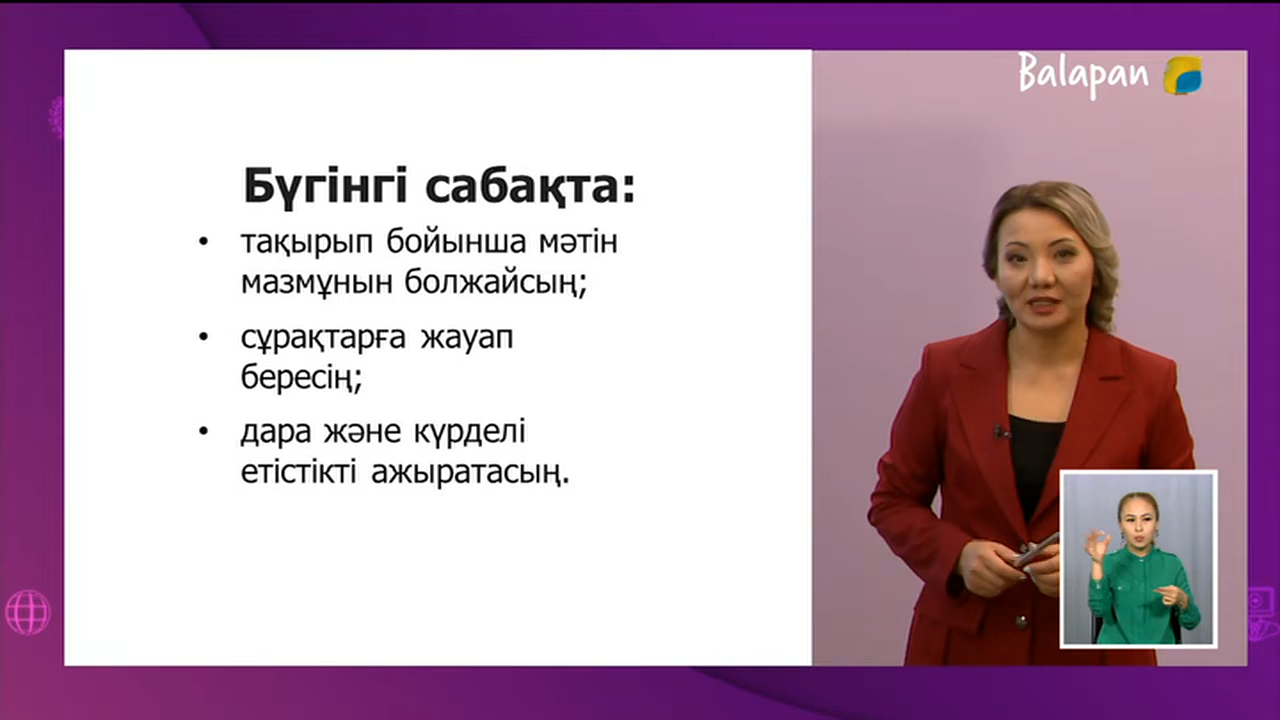 Balapan
Бүгінгі сабақта:
• тақырып бойынша мәтін
мазмұнын болжайсың;
• сұрақтарға жауап
бересің;
• дара және күрделі
етістікті ажыратасың.